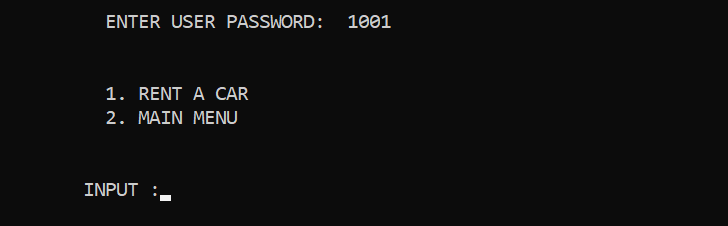 ENTER USER PASSWORD:  1001
1. RENT A CAR
2. MAIN MENU
INPUT :